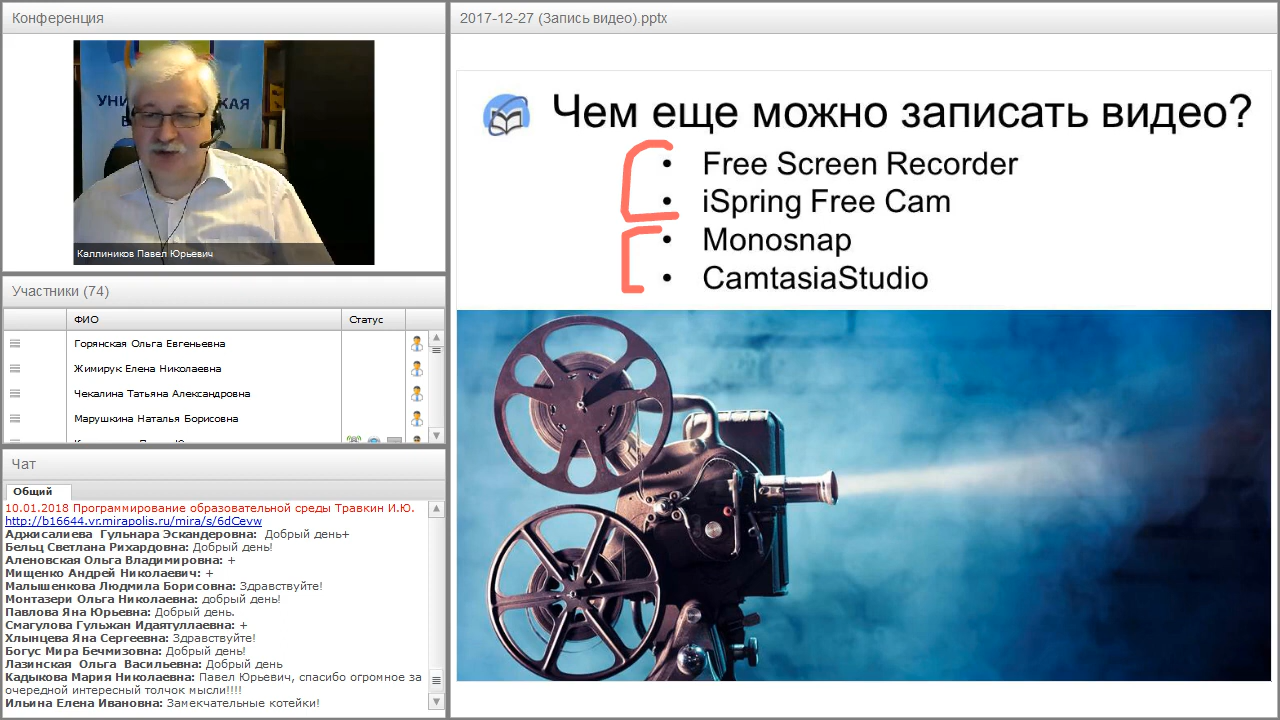 Конференция
УНИ КАЯ
Каллиников Павел Юрьевич
Участники (74)
ФИО Статус
Горянская Ольга Евгеньевна
Жимирук Елена Николаевна
Чекалина Татьяна Александровна
Марушкина Наталья Борисовна
Чат
Общий
10.01.2018 Программирование образовательной среды Травкин И.Ю.
http://b16644.vr.mirapolis.ru/mira/s/6dCevw
Аджисалиева Гульнара Эскандеровна: Добрый день+
Бельц Светлана Рихардовна: Добрый день!
Аленовская Ольга Владимировна: +
Мищенко Андрей Николаевич: +
Малышенкова Людмила Борисовна: Здравствуйте!
Монтазери Ольга Николаевна: добрый день!
Павлова Яна Юрьевна: Добрый день.
Смагулова Гульжан Идаятуллаевна: +
Хлынцева Яна Сергеевна: Здравствуйте!
Богус Мира Бечмизовна: Добрый день!
Лазинская Ольга Васильевна: Добрый день
Кадыкова Мария Николаевна: Павел Юрьевич, спасибо огромное за
очередной интересный толчок мысли!!!!
Ильина Елена Ивановна: Замекчательные котейки!
2017-12-27 (Запись видео).pptx
Чем еще можно записать видео?
• Free Screen Recorder
• iSpring Free Cam
• Monosnap
• CamtasiaStudio